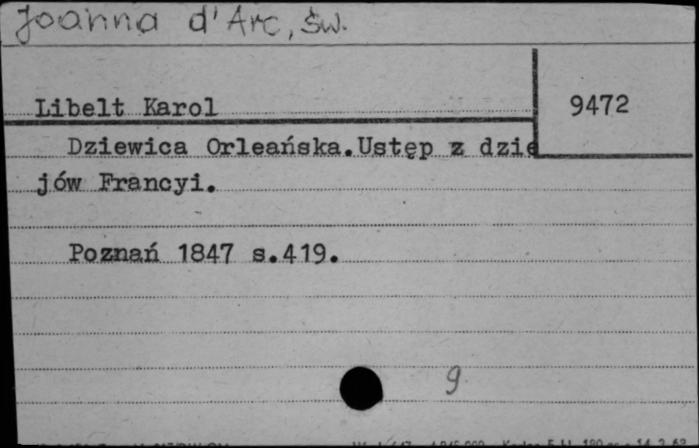 Joanna d'Arc, św.
Libelt Karol
9472
Dziewica Orleańska.Ustęp z dzie
jów Francyi.
Poznań 1847 s.419.
9